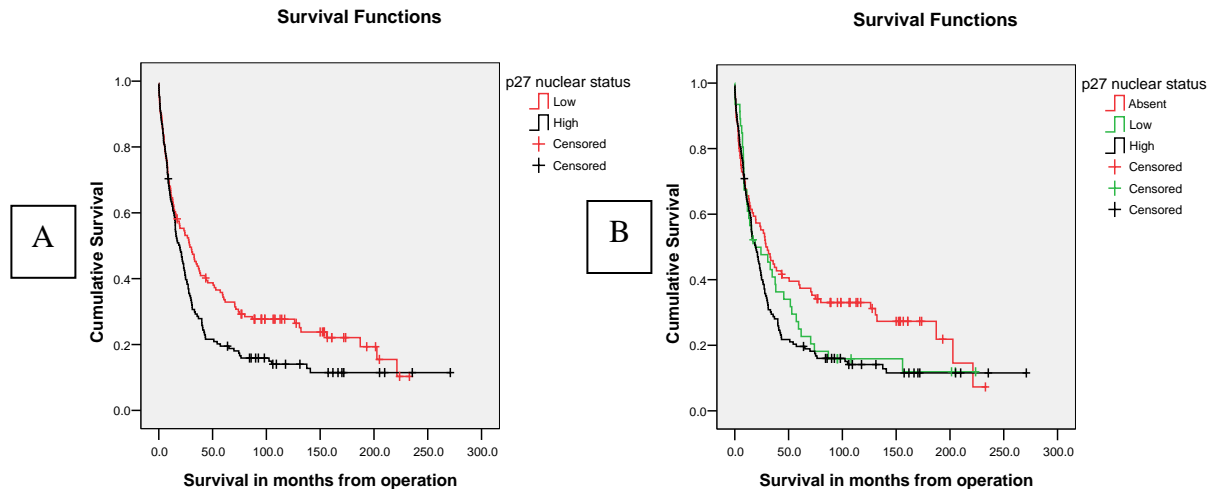 A
Survival Functions
Cumulative Survival
1.0
0.8
0.6
0.4
0.2
0.0
0.0 50.0 100.0 150.0 200.0 250.0 300.0
Survival in months from operation
p27 nuclear status
Low
High
Censored
Censored
B
Survival Functions
Cumulative Survival
1.0
0.8
0.6
0.4
0.2
0.0
0.0 50.0 100.0 150.0 200.0 250.0 300.0
Survival in months from operation
p27 nuclear status
Absent
Low
High
Censored
Censored
Censored